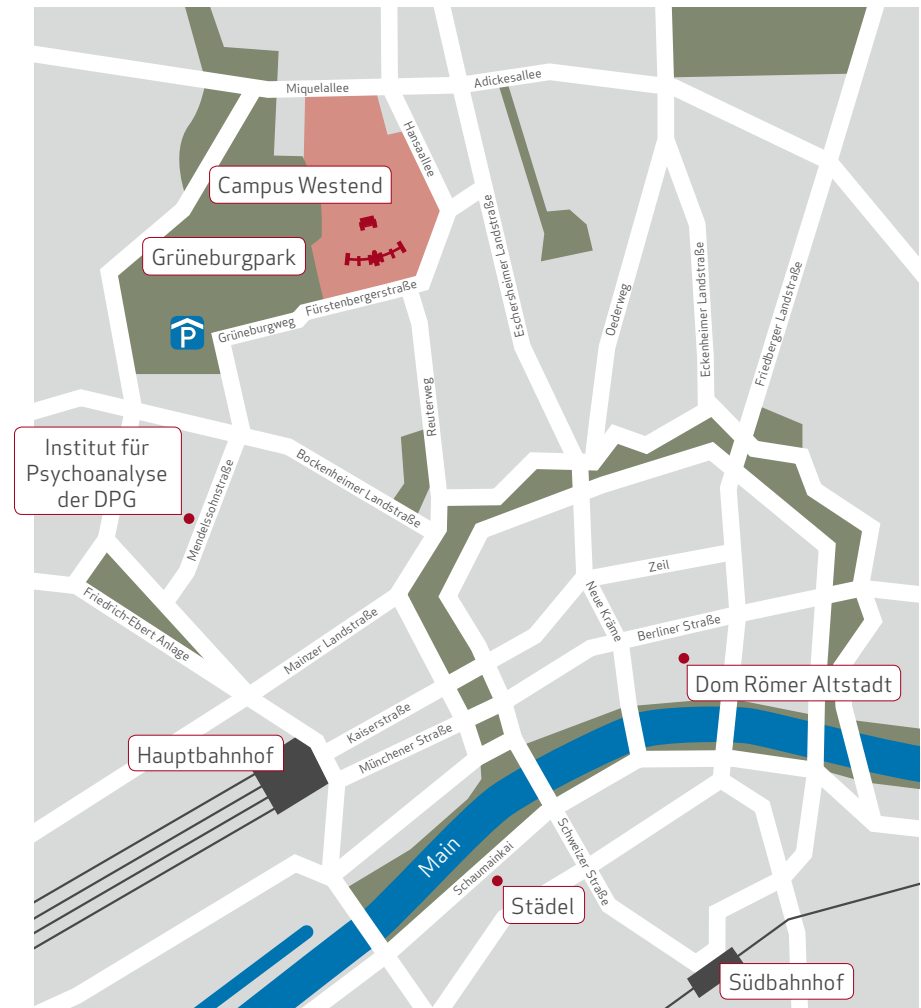 Miquelallee
Adickesallee
Hansaallee
Campus Westend
Eschersheimer Landstraße
Grüneburgpark
Fürstenbergerstraße
Oederweg
Eckenheimer Landstraße
Friedberger Landstraße
P
Grüneburgweg
Reuterweg
Institut für
Psychoanalyse
der DPG
Bockenheimer Landstraße
Mendelssohnstraße
Zeil
Friedrich-Ebert Anlage
Mainzer Landstraße
Neue Kräme
Berliner Straße
Dom Römer Altstadt
Kaiserstraße
Münchener Straße
Hauptbahnhof
Main
Schaumainkai
Schweizer Straße
Städel
Südbahnhof